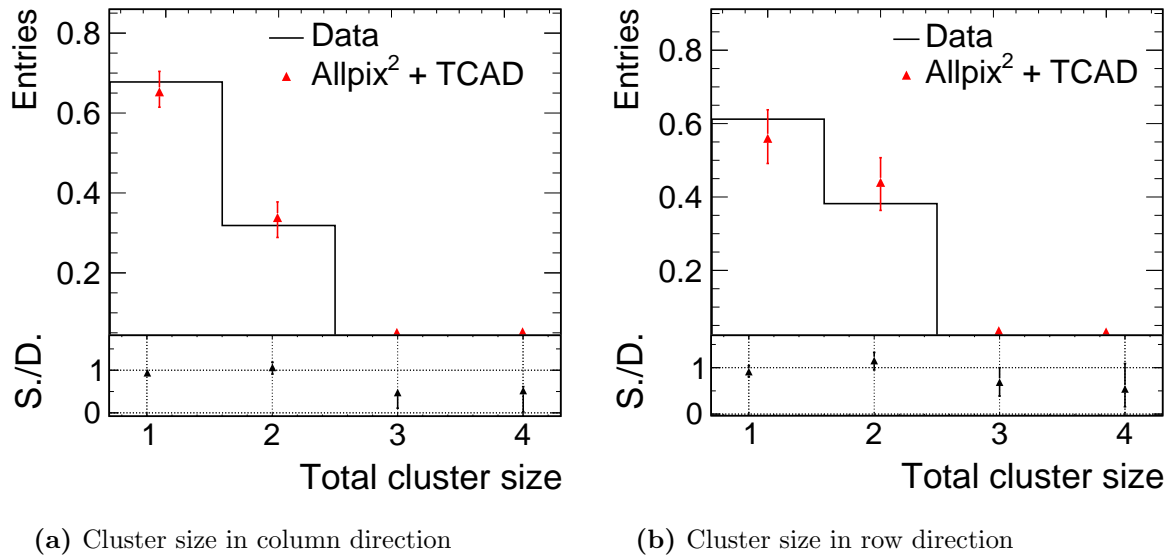 Entries
0.8
0.6
0.4
0.2
Data
Allpix² + TCAD
S./D.
1
0
1 2 3 4
Total cluster size
(a) Cluster size in column direction
Entries
0.8
0.6
0.4
0.2
Data
Allpix² + TCAD
S./D.
1
0
1 2 3 4
Total cluster size
(b) Cluster size in row direction